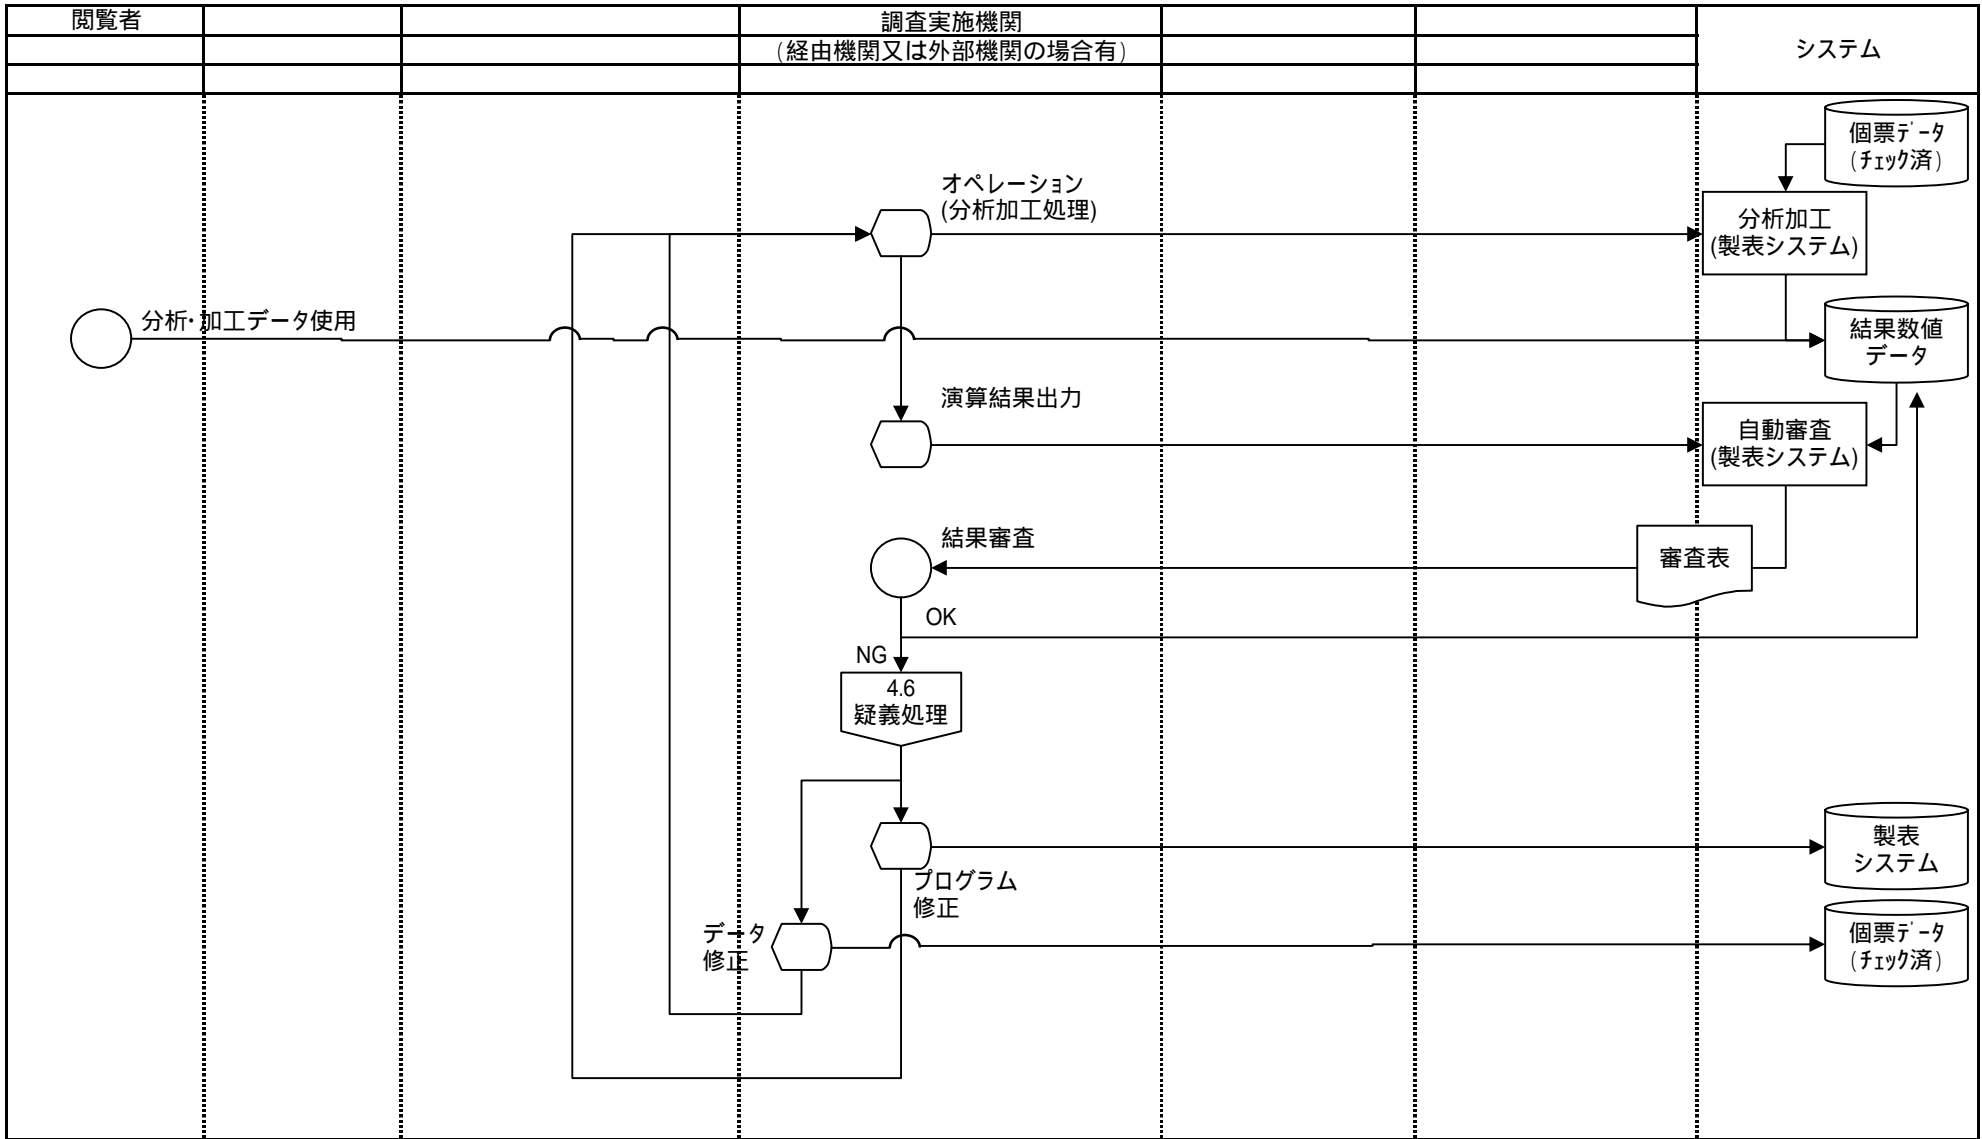 閲覧者
調査実施機関
(経由機関又は外部機関の場合有)
システム
個票データ
(チェック済)
オペレーション
(分析加工処理)
分析加工
(製表システム)
分析・加工データ使用
結果数値
データ
演算結果出力
自動審査
(製表システム)
結果審査
審査表
OK
NG
4.6
疑義処理
製表
システム
プログラム
修正
データ
修正
個票データ
(チェック済)